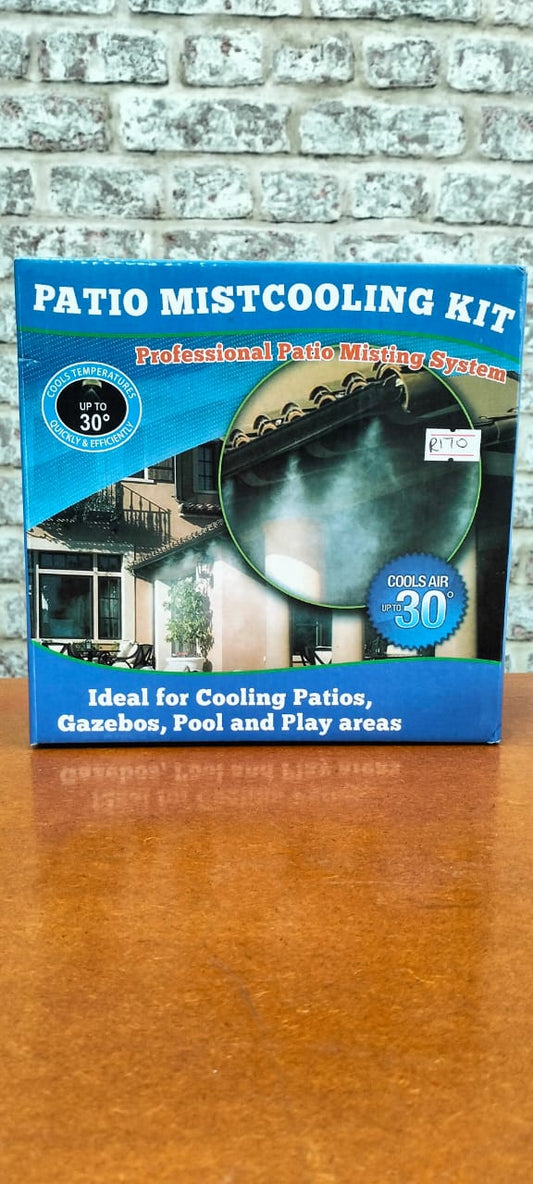 PATIO MISTCOOLING KIT
Professional Patio Misting System
COOLS TEMPERATURES
UP TO
30°
QUICKLY & EFFICIENTLY
R170
COOLS AIR
UP TO 30°
Ideal for Cooling Patios,
Gazebos, Pool and Play areas